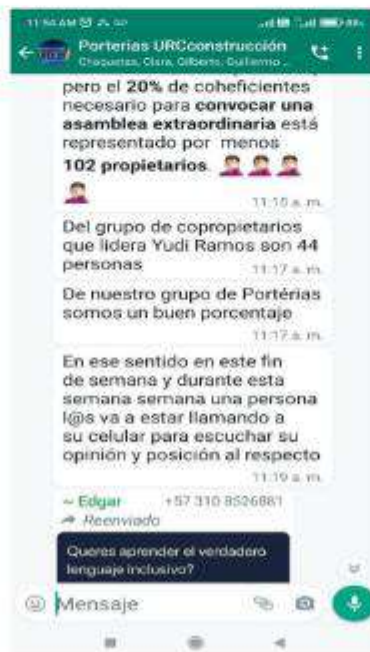 11:50 AM
Porterias URCconstrucción
Chaquetas, Clara, Gilberto, Guillermo ...
pero el 20% de coheficientes
necesario para convocar una
asamblea extraordinaria está
representado por menos
102 propietarios.
11:15 a. m.
Del grupo de copropietarios
que lidera Yudi Ramos son 44
personas
11:17 a. m.
De nuestro grupo de Portérias
somos un buen porcentaje
11:17 a. m.
En ese sentido en este fin
de semana y durante esta
semana semana una persona
l@s va a estar llamando a
su celular para escuchar su
opinión y posición al respecto
11:19 a. m.
~ Edgar +57 310 8526881
Reenviado
Queres aprender el verdadero
lenguaje inclusivo?
Mensaje